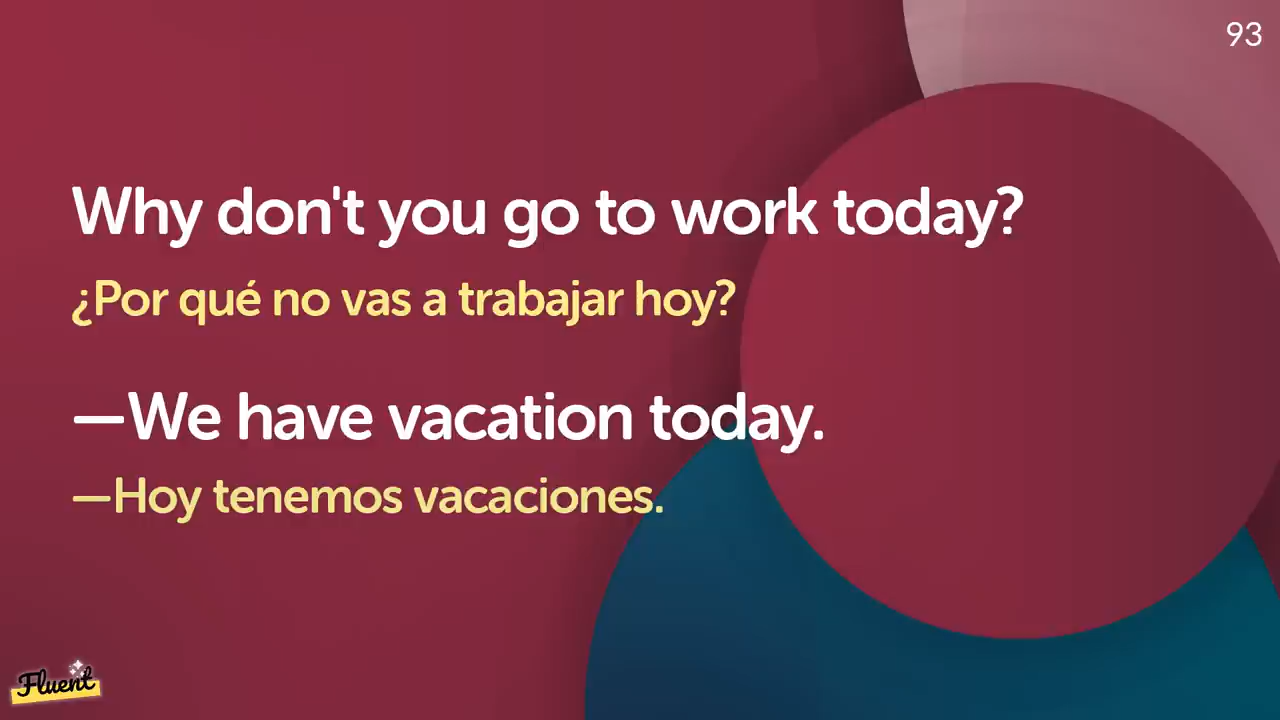 93
Why don't you go to work today?
¿Por qué no vas a trabajar hoy?
—We have vacation today.
—Hoy tenemos vacaciones.
Fluent